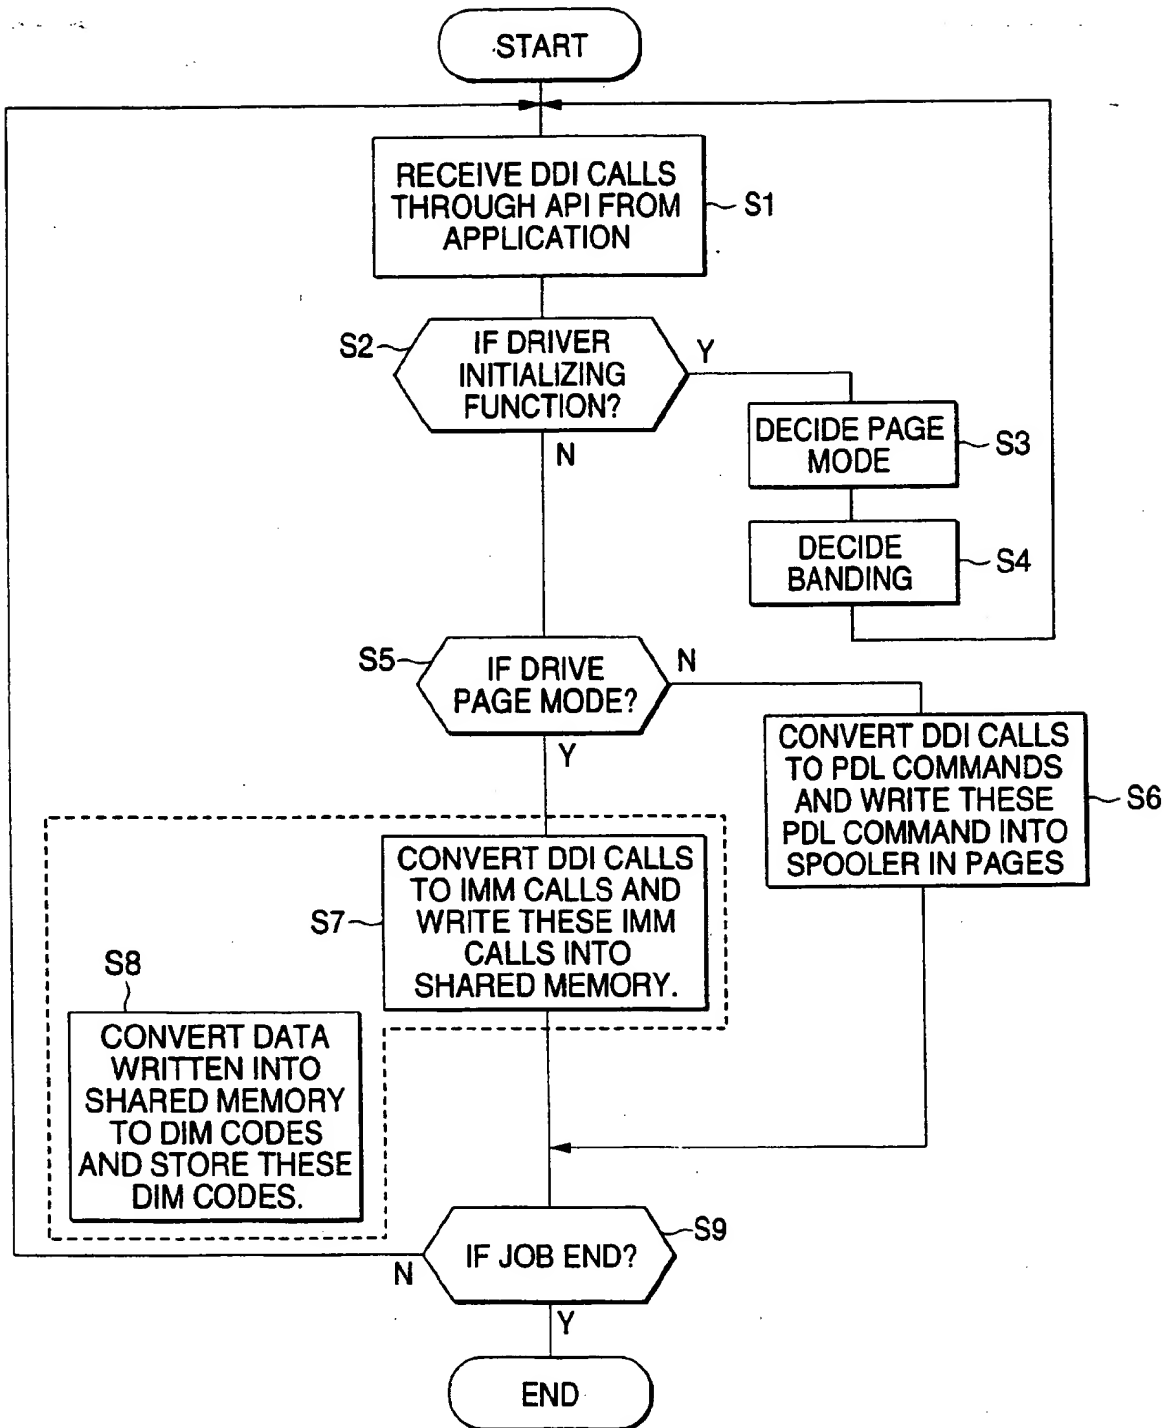 START
RECEIVE DDI CALLS
THROUGH API FROM
APPLICATION
S1
S2
IF DRIVER
INITIALIZING
FUNCTION?
Y
N
DECIDE PAGE
MODE
S3
DECIDE
BANDING
S4
S5
IF DRIVE
PAGE MODE?
N
Y
CONVERT DDI CALLS
TO PDL COMMANDS
AND WRITE THESE
PDL COMMAND INTO
SPOOLER IN PAGES
S6
S7
CONVERT DDI CALLS
TO IMM CALLS AND
WRITE THESE IMM
CALLS INTO
SHARED MEMORY.
S8
CONVERT DATA
WRITTEN INTO
SHARED MEMORY
TO DIM CODES
AND STORE THESE
DIM CODES.
IF JOB END?
S9
N
Y
END